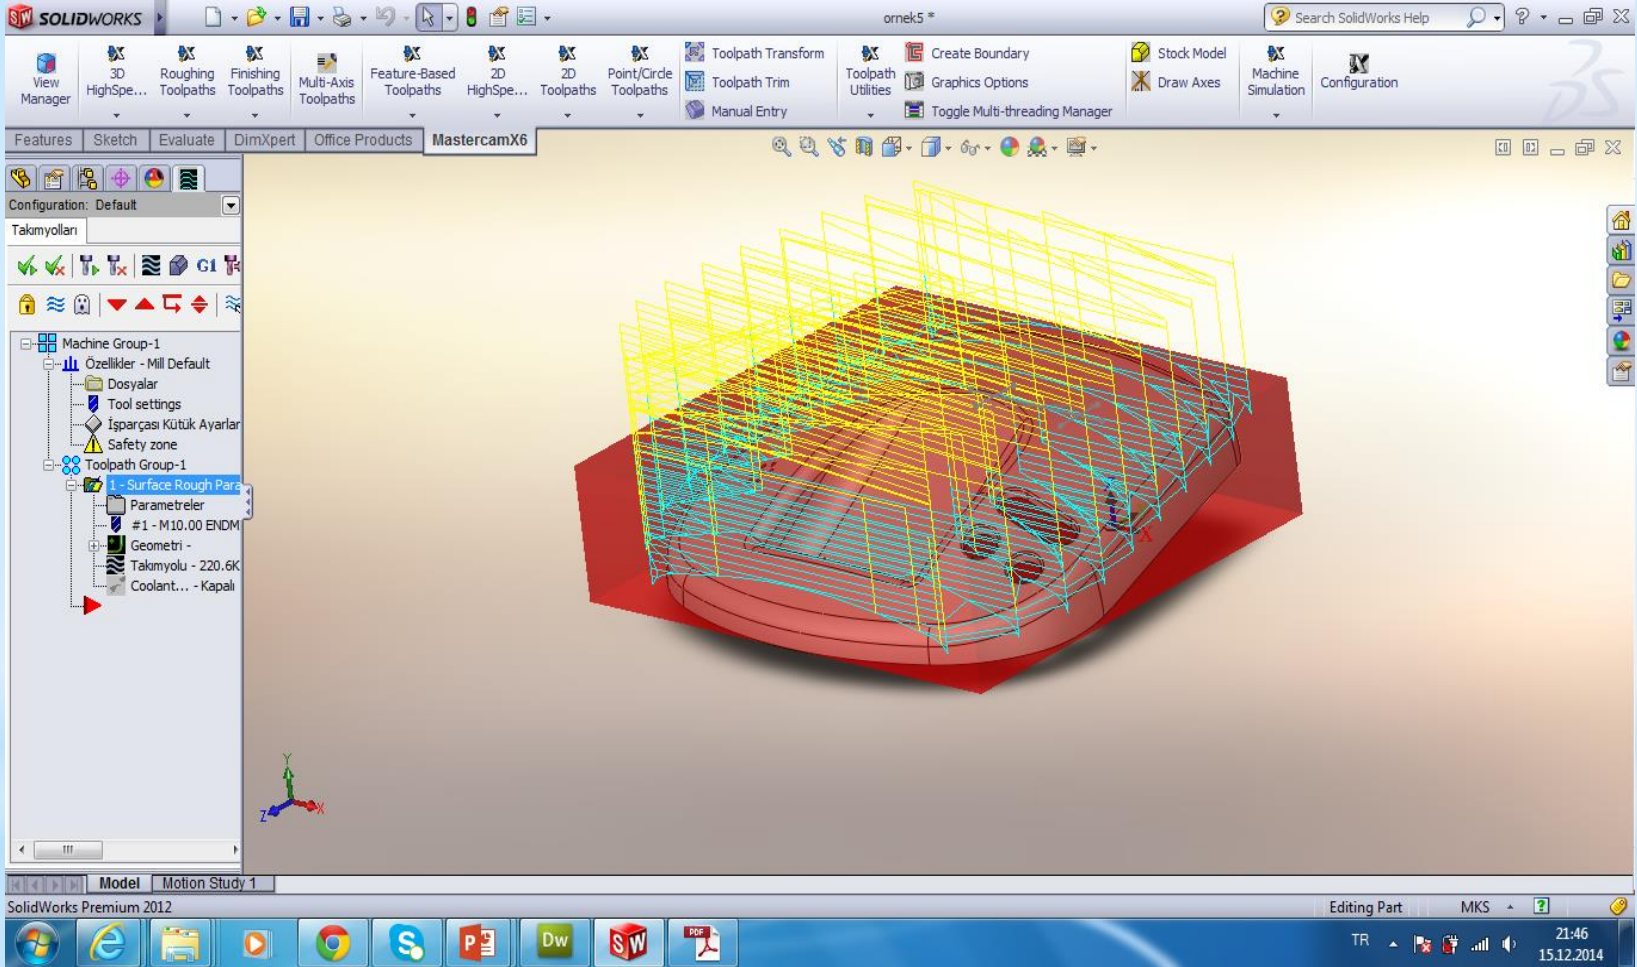 SW SOLIDWORKS
ornek5 *
Search SolidWorks Help
View Manager
3D HighSpe...
Roughing Toolpaths
Finishing Toolpaths
Multi-Axis Toolpaths
Feature-Based Toolpaths
2D HighSpe...
2D Toolpaths
Point/Circle Toolpaths
Toolpath Transform
Toolpath Trim
Manual Entry
Toolpath Utilities
Create Boundary
Graphics Options
Toggle Multi-threading Manager
Stock Model
Draw Axes
Machine Simulation
Configuration
Features
Sketch
Evaluate
DimXpert
Office Products
MastercamX6
Configuration: Default
Takımyolları
G1
Machine Group-1
Özellikler - Mill Default
Dosyalar
Tool settings
İşparçası Kütük Ayarlar
Safety zone
Toolpath Group-1
1 - Surface Rough Para
Parametreler
#1 - M10.00 ENDM
Geometri -
Takımyolu - 220.6K
Coolant... - Kapalı
X
Y
Z
X
Model
Motion Study 1
SolidWorks Premium 2012
Editing Part
MKS
TR
21:46
15.12.2014
S
P
Dw
SW
PDF